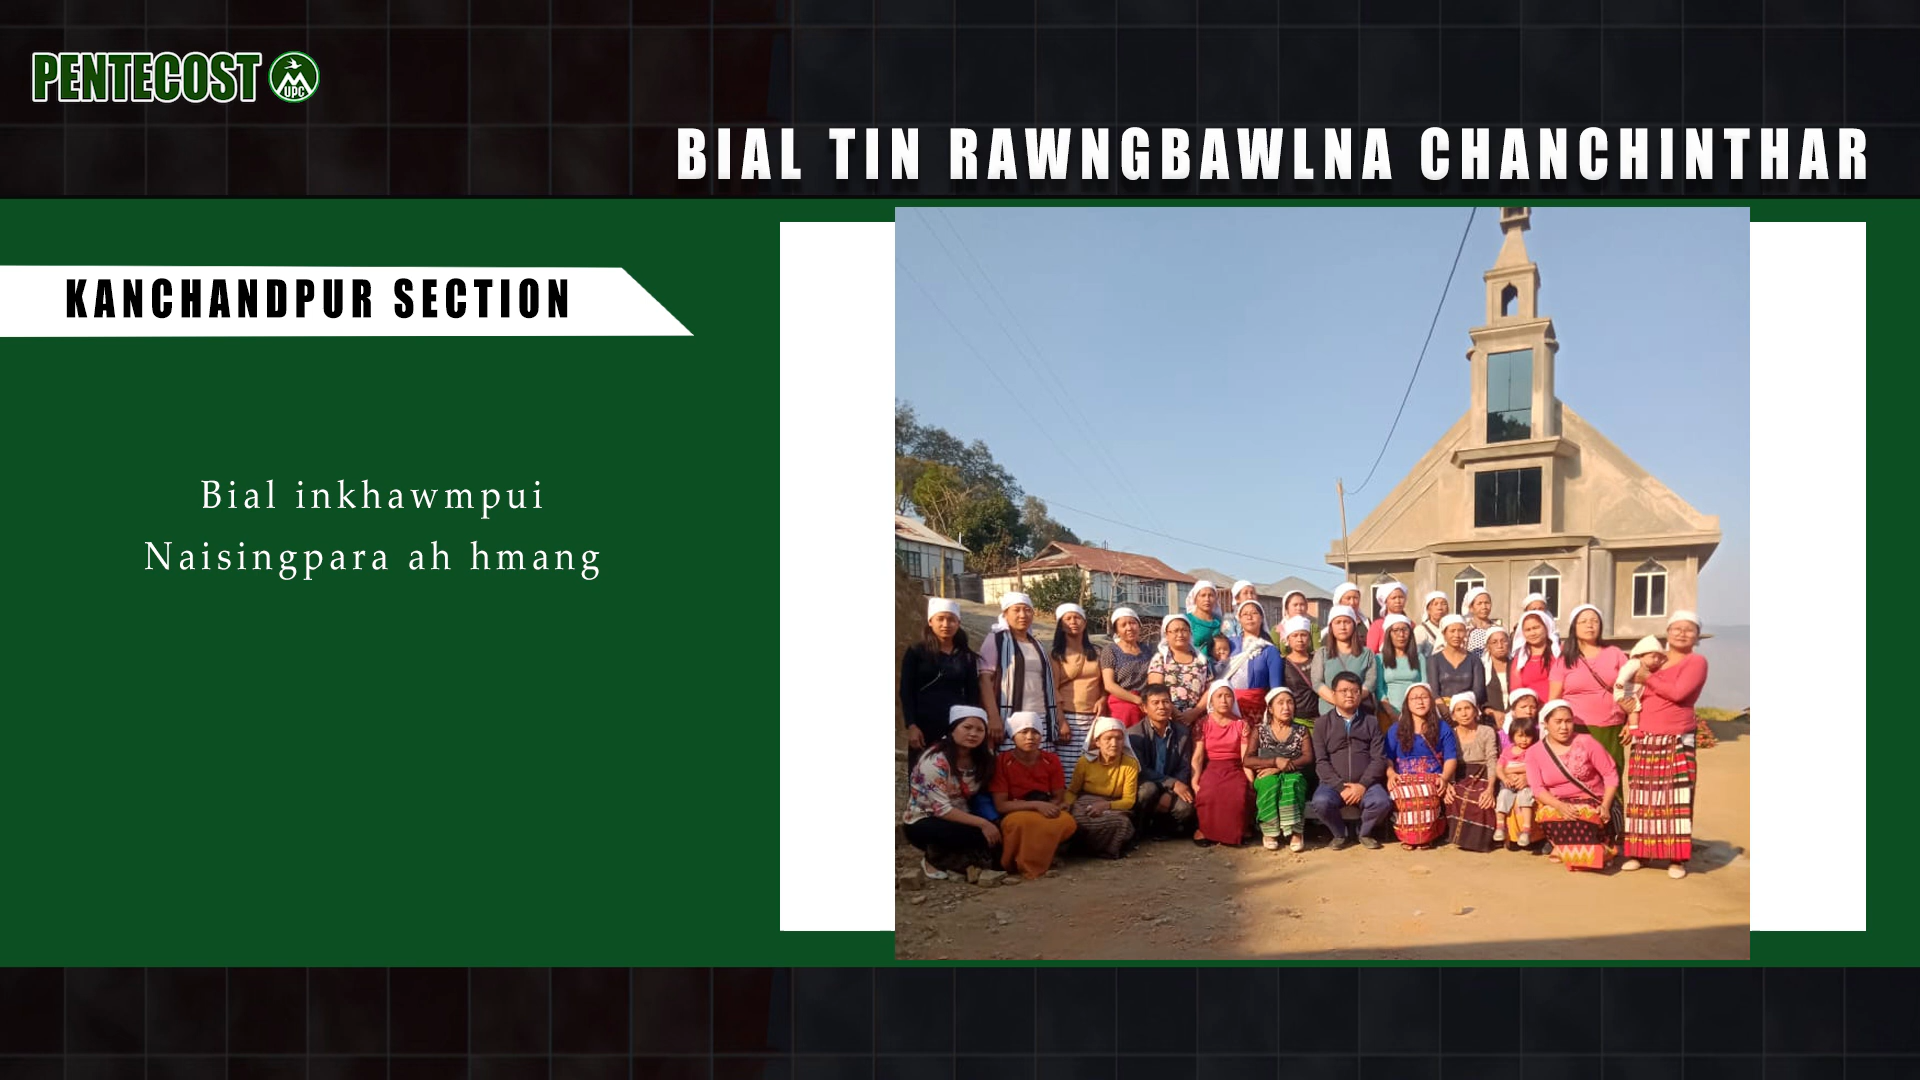 PENTECOST
UPC
BIAL TIN RAWNGBAWLNA CHANCHINTHAR
KANCHANDPUR SECTION
Bial inkhawmpui
Naisingpara ah hmang